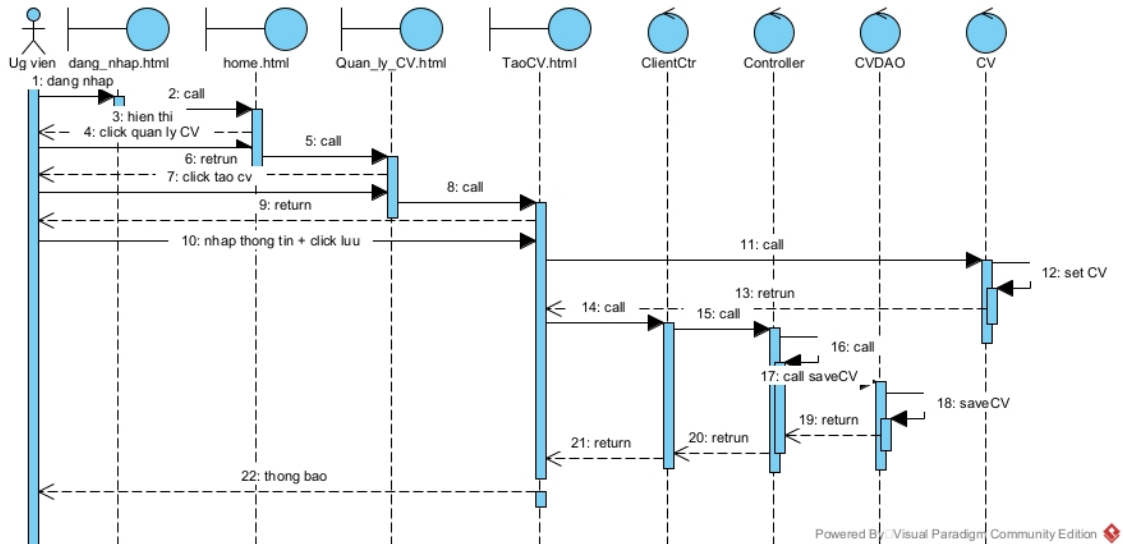 Ug vien
dang_nhap.html
home.html
Quan_ly_CV.html
TaoCV.html
ClientCtr
Controller
CVDAO
CV
1: dang nhap
2: call
3: hien thi
4: click quan ly CV
5: call
6: retrun
7: click tao cv
8: call
9: return
10: nhap thong tin + click luu
11: call
12: set CV
13: retrun
14: call
15: call
16: call
17: call saveCV
18: saveCV
19: return
20: retrun
21: return
22: thong bao
Powered By Visual Paradigm Community Edition